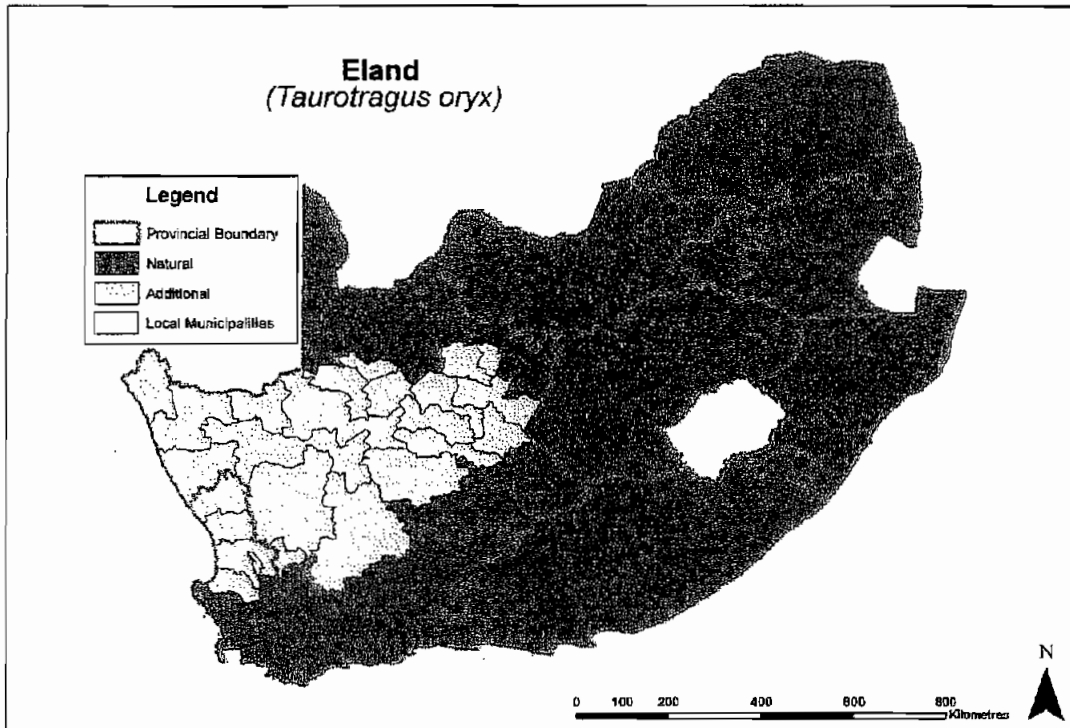 Eland
(Taurotragus oryx)
Legend
Provincial Boundary
Natural
Additional
Local Municipalities
N
0 100 200 400 600 800
Kilometres